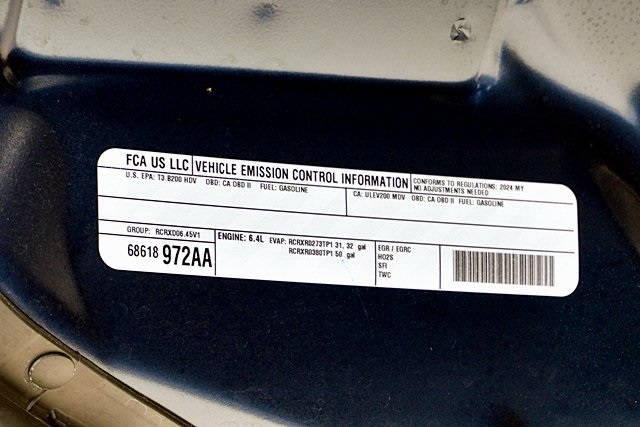 FCA US LLC VEHICLE EMISSION CONTROL INFORMATION CONFORMS TO REGULATIONS: 2024 MY
NO ADJUSTMENTS NEEDED
U.S. EPA: T3 B200 HDV OBD: CA OBD II FUEL: GASOLINE
CA: ULEV200 MDV OBD: CA OBD II FUEL: GASOLINE
GROUP: RCRXD06.45V1
68618 972AA
ENGINE: 6.4L EVAP: RCRXR0273TP1 31, 32 gal
RCRXR0380TP1 50 gal
EGR / EGRC
HO2S
SFI
TWC